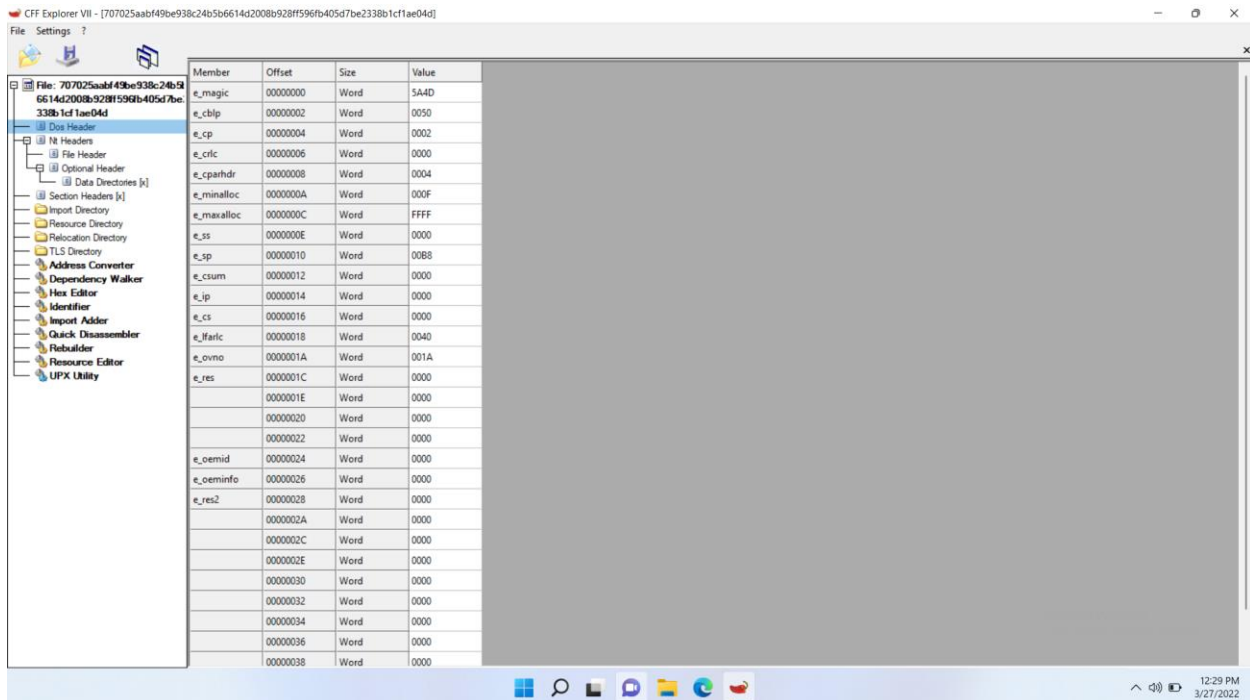 CFF Explorer VII - [707025aabf49be938c24b5b6614d2008b928ff596fb405d7be2338b1cf1ae04d]
File Settings ?
File: 707025aabf49be938c24b5b
6614d2008b928ff596fb405d7be.
338b1cf1ae04d
Dos Header
Nt Headers
File Header
Optional Header
Data Directories [x]
Section Headers [x]
Import Directory
Resource Directory
Relocation Directory
TLS Directory
Address Converter
Dependency Walker
Hex Editor
Identifier
Import Adder
Quick Disassembler
Rebuilder
Resource Editor
UPX Utility
Member Offset Size Value
e_magic 00000000 Word 5A4D
e_cblp 00000002 Word 0050
e_cp 00000004 Word 0002
e_crlc 00000006 Word 0000
e_cparhdr 00000008 Word 0004
e_minalloc 0000000A Word 000F
e_maxalloc 0000000C Word FFFF
e_ss 0000000E Word 0000
e_sp 00000010 Word 00B8
e_csum 00000012 Word 0000
e_ip 00000014 Word 0000
e_cs 00000016 Word 0000
e_lfarlc 00000018 Word 0040
e_ovno 0000001A Word 001A
e_res 0000001C Word 0000
0000001E Word 0000
00000020 Word 0000
00000022 Word 0000
e_oemid 00000024 Word 0000
e_oeminfo 00000026 Word 0000
e_res2 00000028 Word 0000
0000002A Word 0000
0000002C Word 0000
0000002E Word 0000
00000030 Word 0000
00000032 Word 0000
00000034 Word 0000
00000036 Word 0000
00000038 Word 0000
12:29 PM
3/27/2022